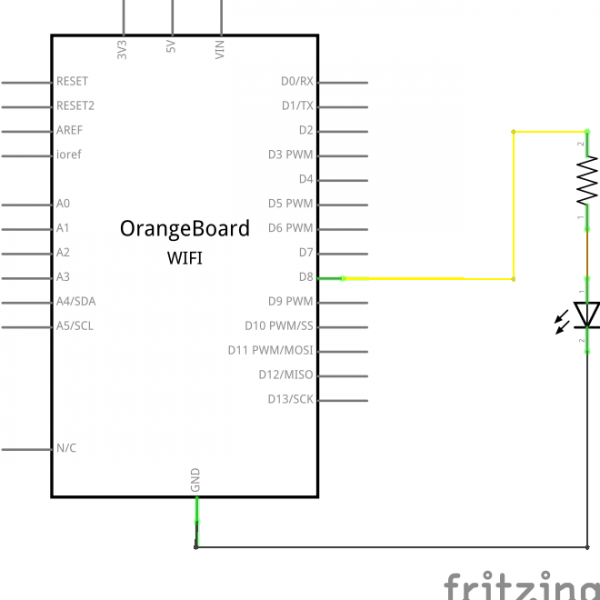 3V3
5V
VIN
RESET
RESET2
AREF
ioref
A0
A1
A2
A3
A4/SDA
A5/SCL
N/C
OrangeBoard
WIFI
D0/RX
D1/TX
D2
D3 PWM
D4
D5 PWM
D6 PWM
D7
D8
D9 PWM
D10 PWM/SS
D11 PWM/MOSI
D12/MISO
D13/SCK
GND
2
1
1
2
fritzing